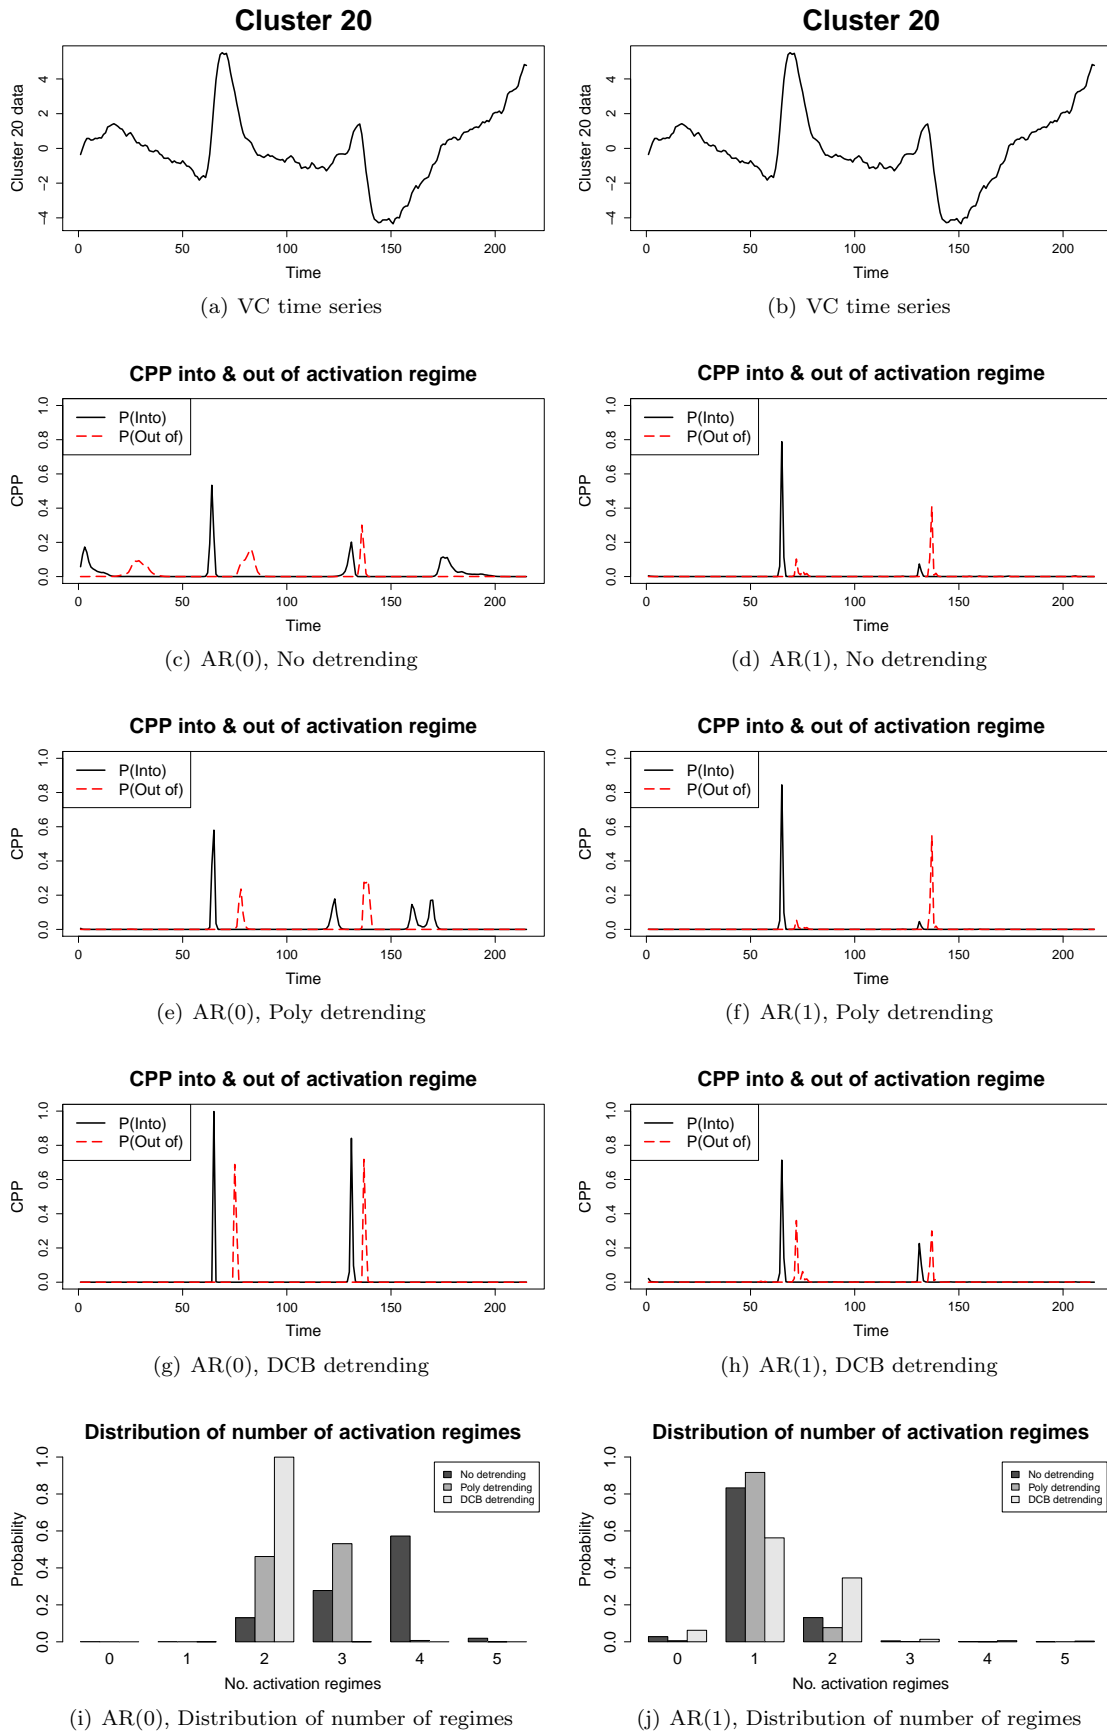 Cluster 20
Cluster 20
Cluster 20 data
4
2
0
−2
−4
0
50
100
150
200
Time
Cluster 20 data
4
2
0
−2
−4
0
50
100
150
200
Time
(a) VC time series
(b) VC time series
CPP into & out of activation regime
CPP into & out of activation regime
P(Into)
P(Out of)
CPP
1.0
0.8
0.6
0.4
0.2
0.0
0
50
100
150
200
Time
P(Into)
P(Out of)
CPP
1.0
0.8
0.6
0.4
0.2
0.0
0
50
100
150
200
Time
(c) AR(0), No detrending
(d) AR(1), No detrending
CPP into & out of activation regime
CPP into & out of activation regime
P(Into)
P(Out of)
CPP
1.0
0.8
0.6
0.4
0.2
0.0
0
50
100
150
200
Time
P(Into)
P(Out of)
CPP
1.0
0.8
0.6
0.4
0.2
0.0
0
50
100
150
200
Time
(e) AR(0), Poly detrending
(f) AR(1), Poly detrending
CPP into & out of activation regime
CPP into & out of activation regime
P(Into)
P(Out of)
CPP
1.0
0.8
0.6
0.4
0.2
0.0
0
50
100
150
200
Time
P(Into)
P(Out of)
CPP
1.0
0.8
0.6
0.4
0.2
0.0
0
50
100
150
200
Time
(g) AR(0), DCB detrending
(h) AR(1), DCB detrending
Distribution of number of activation regimes
Distribution of number of activation regimes
No detrending
Poly detrending
DCB detrending
Probability
1.0
0.8
0.6
0.4
0.2
0.0
0
1
2
3
4
5
No. activation regimes
No detrending
Poly detrending
DCB detrending
Probability
1.0
0.8
0.6
0.4
0.2
0.0
0
1
2
3
4
5
No. activation regimes
(i) AR(0), Distribution of number of regimes
(j) AR(1), Distribution of number of regimes